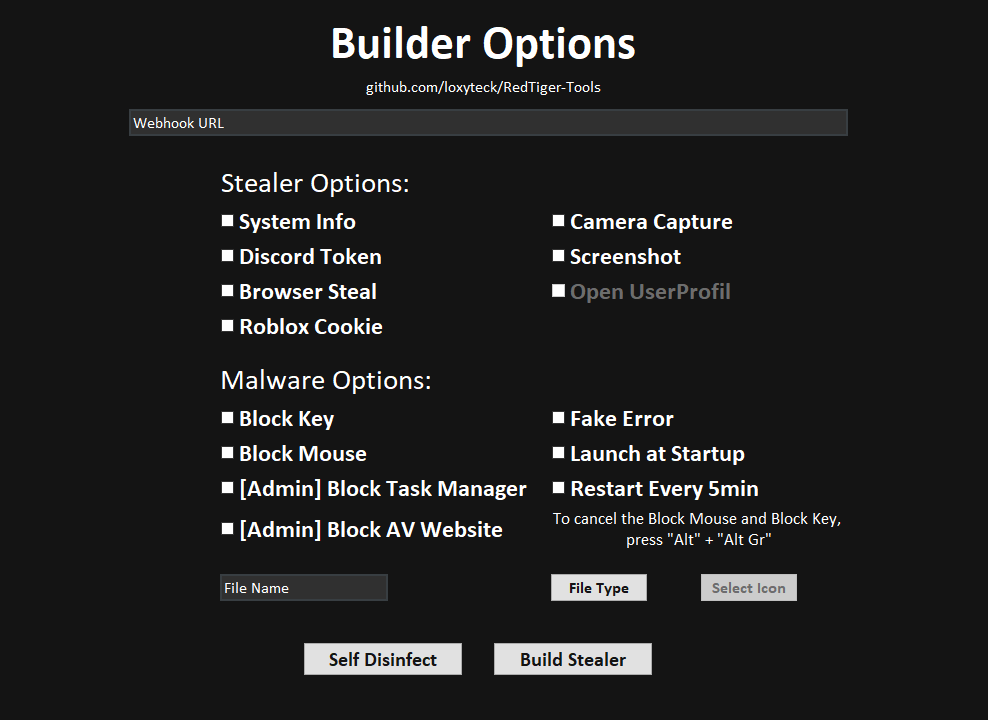 Builder Options
github.com/loxyteck/RedTiger-Tools
Webhook URL
Stealer Options:
System Info
Camera Capture
Discord Token
Screenshot
Browser Steal
Open UserProfil
Roblox Cookie
Malware Options:
Block Key
Fake Error
Block Mouse
Launch at Startup
[Admin] Block Task Manager
Restart Every 5min
[Admin] Block AV Website
To cancel the Block Mouse and Block Key,
press "Alt" + "Alt Gr"
File Name
File Type
Select Icon
Self Disinfect
Build Stealer